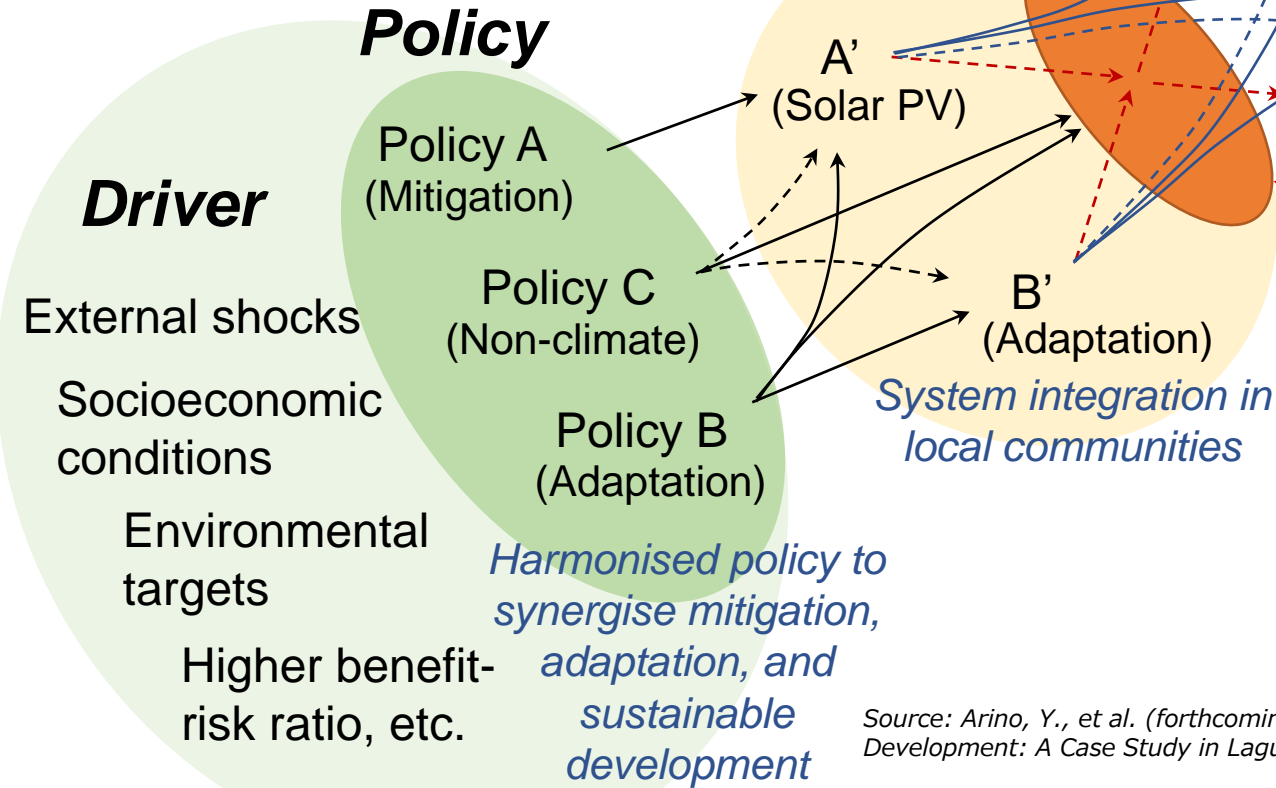 Policy
Driver
Policy A
(Mitigation)
Policy C
(Non-climate)
Policy B
(Adaptation)
External shocks
Socioeconomic
conditions
Environmental
targets
Higher benefit-
risk ratio, etc.
Harmonised policy to
synergise mitigation,
adaptation, and
sustainable
development
A’
(Solar PV)
B’
(Adaptation)
System integration in
local communities
Source: Arino, Y., et al.
Development: A Case Study in